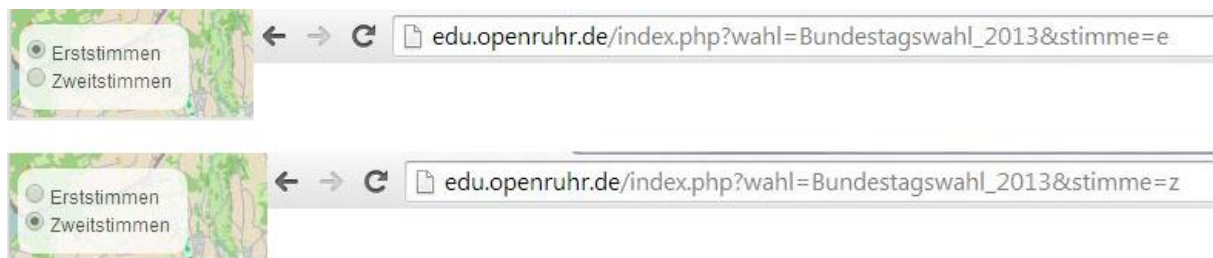 Erststimmen
Zweitstimmen
edu.openruhr.de/index.php?wahl=Bundestagswahl_2013&stimme=e
Erststimmen
Zweitstimmen
edu.openruhr.de/index.php?wahl=Bundestagswahl_2013&stimme=z